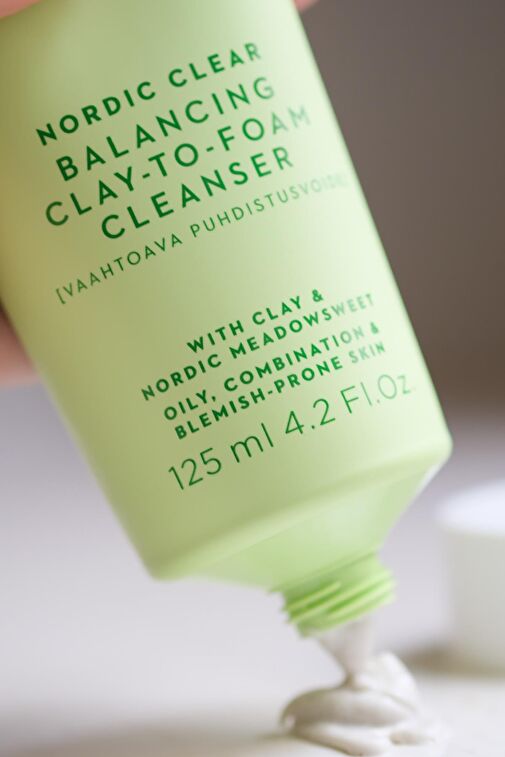 NORDIC CLEAR
BALANCING
CLAY-TO-FOAM
CLEANSER
[VAAHTOAVA PUHDISTUSVOIDE]
WITH CLAY &
NORDIC MEADOWSWEET
OILY, COMBINATION &
BLEMISH-PRONE SKIN
125 ml 4.2 Fl.Oz.